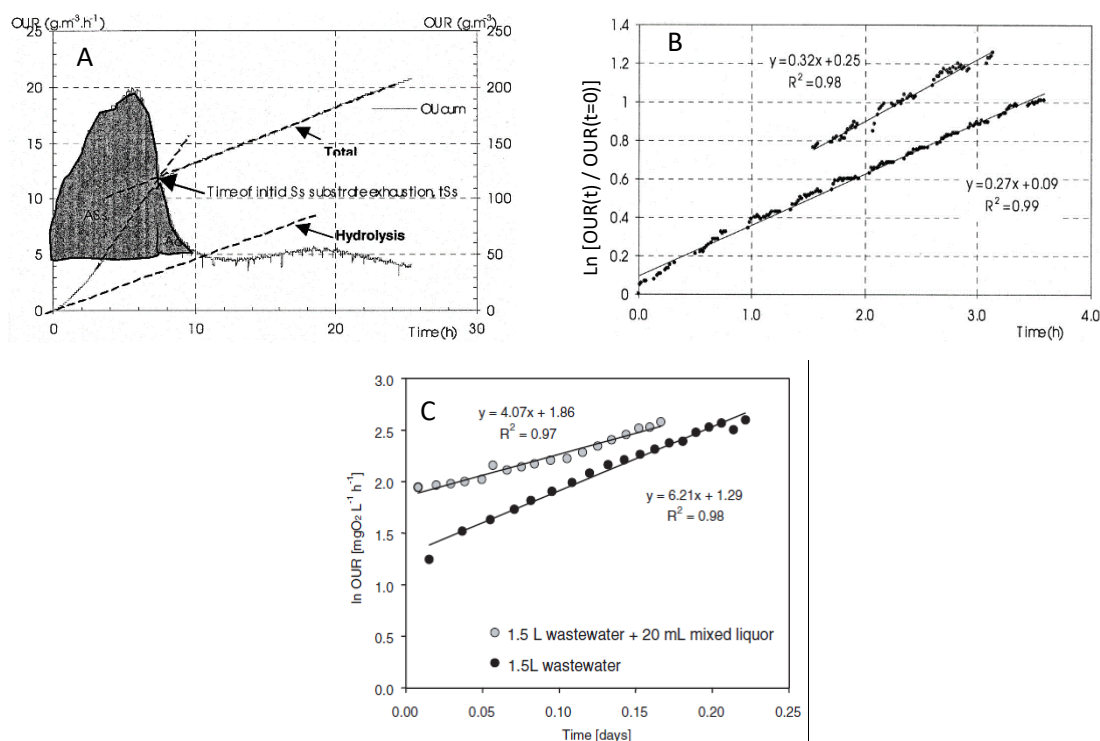 OUR (g.m³.h⁻¹)
OUR (g.m³)
A
25
20
15
10
5
0
250
200
150
100
50
0
OUcum
Total
Time of initial Ss substrate exhaustion, tSs
ASs
Hydrolysis
0
10
20
30
Time(h)
B
Ln [OUR(t) / OUR(t=0)]
1.4
1.2
1
0.8
0.6
0.4
0.2
0
y=0.32x+0.25
R² =0.98
y=0.27x+0.09
R² =0.99
0.0
1.0
2.0
3.0
4.0
Time(h)
C
ln OUR [mgO₂ L⁻¹ h⁻¹]
3.0
2.5
2.0
1.5
1.0
0.5
0.0
y = 4.07x + 1.86
R² = 0.97
y = 6.21x + 1.29
R² = 0.98
1.5 L wastewater + 20 mL mixed liquor
1.5L wastewater
0.00
0.05
0.10
0.15
0.20
0.25
Time [days]